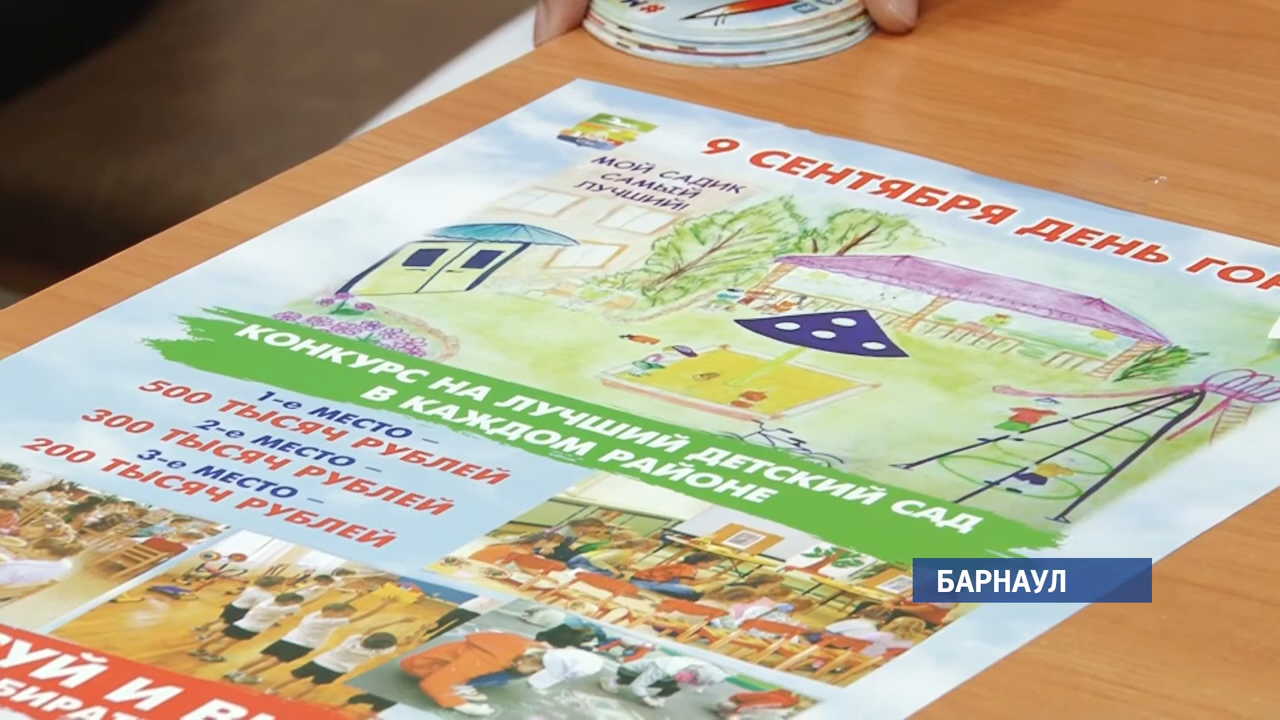 9 СЕНТЯБРЯ ДЕНЬ
МОЙ САДИК
САМЫЙ
ЛУЧШИЙ!
КОНКУРС НА ЛУЧШИЙ ДЕТСКИЙ САД
В КАЖДОМ РАЙОНЕ
1-е МЕСТО –
500 ТЫСЯЧ РУБЛЕЙ
2-е МЕСТО –
300 ТЫСЯЧ РУБЛЕЙ
3-е МЕСТО –
200 ТЫСЯЧ РУБЛЕЙ
БАРНАУЛ